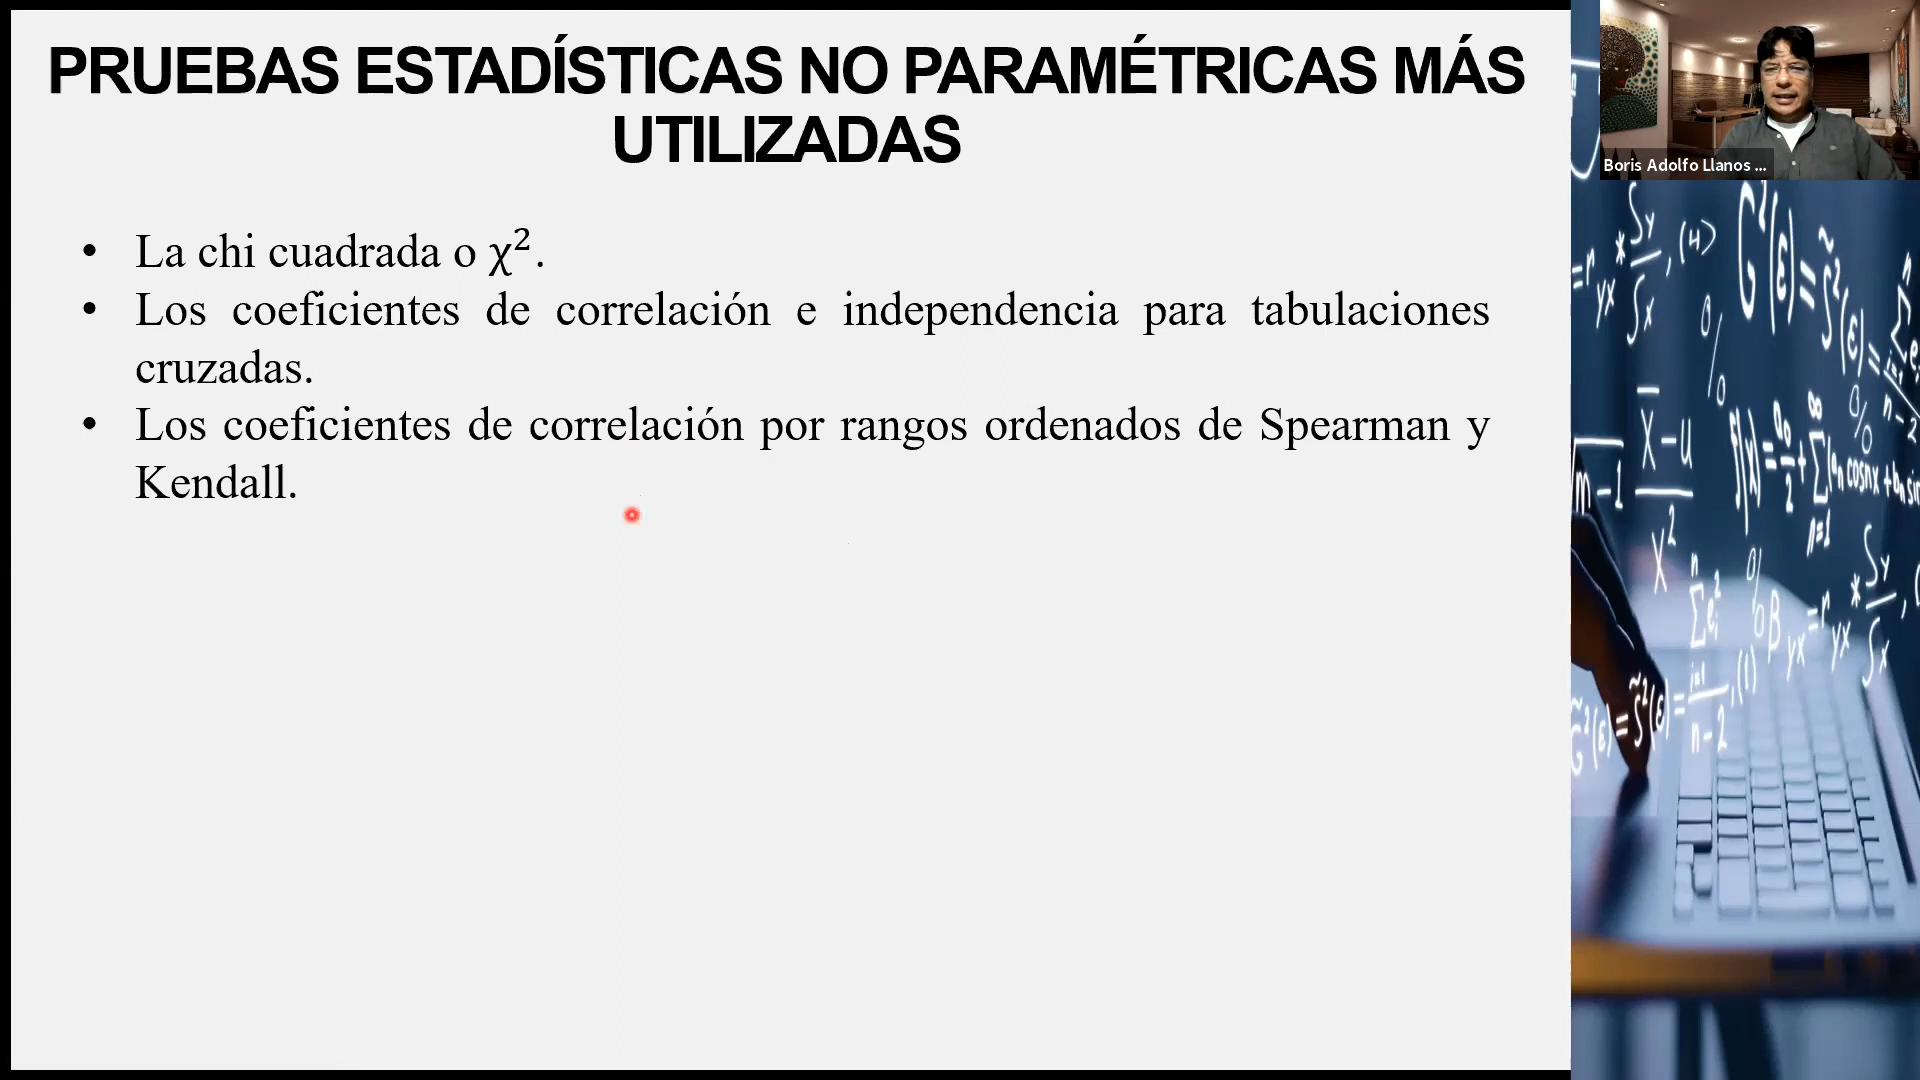 PRUEBAS ESTADÍSTICAS NO PARAMÉTRICAS MÁS
UTILIZADAS
• La chi cuadrada o χ².
• Los coeficientes de correlación e independencia para tabulaciones
cruzadas.
• Los coeficientes de correlación por rangos ordenados de Spearman y
Kendall.
Boris Adolfo Llanos ...